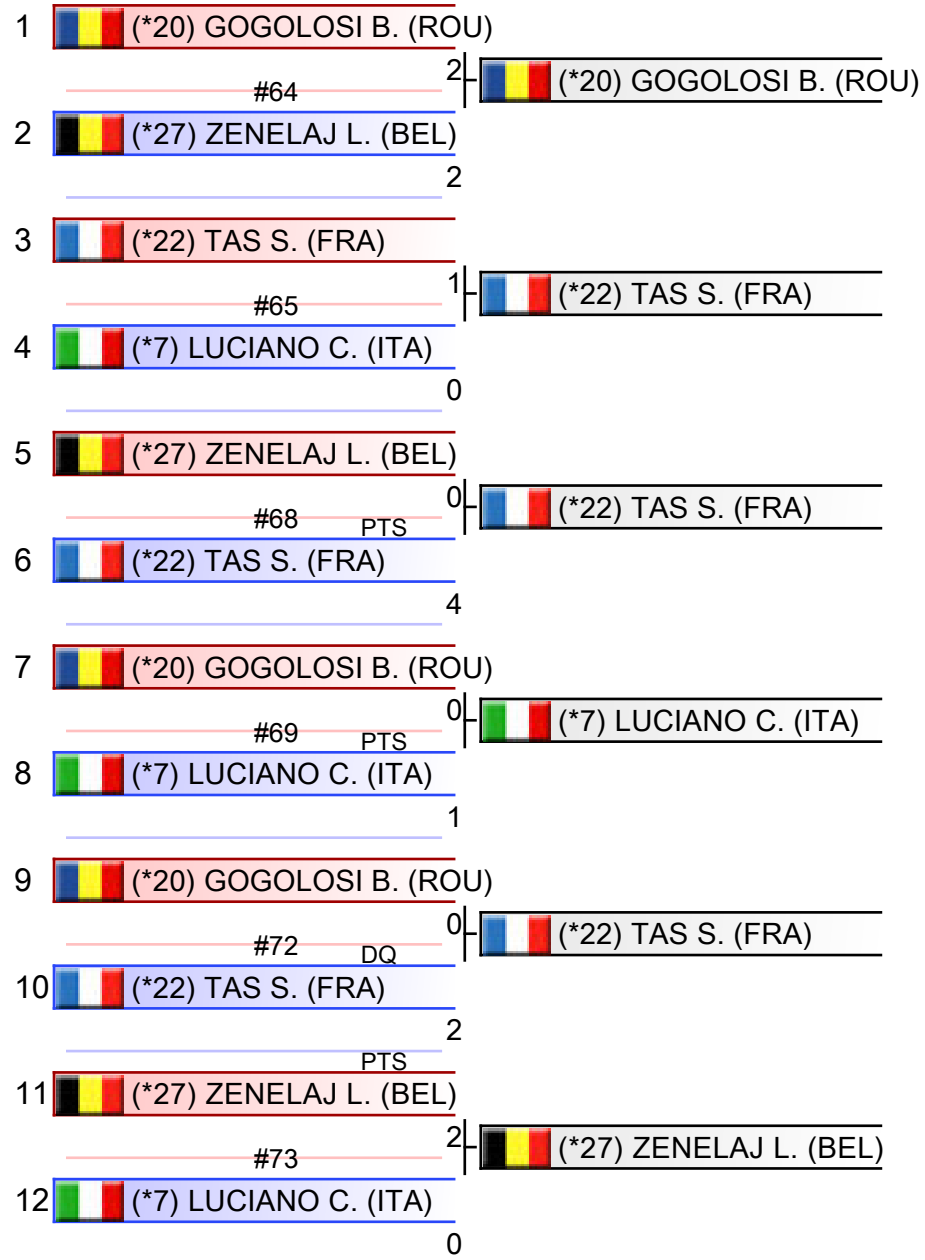 1 (*20) GOGOLOSI B. (ROU)
2 (*20) GOGOLOSI B. (ROU)
#64
2 (*27) ZENELAJ L. (BEL)
2
3 (*22) TAS S. (FRA)
1 (*22) TAS S. (FRA)
#65
4 (*7) LUCIANO C. (ITA)
0
5 (*27) ZENELAJ L. (BEL)
0 (*22) TAS S. (FRA)
#68 PTS
6 (*22) TAS S. (FRA)
4
7 (*20) GOGOLOSI B. (ROU)
0 (*7) LUCIANO C. (ITA)
#69 PTS
8 (*7) LUCIANO C. (ITA)
1
9 (*20) GOGOLOSI B. (ROU)
0 (*22) TAS S. (FRA)
#72 DQ
10 (*22) TAS S. (FRA)
2
PTS
11 (*27) ZENELAJ L. (BEL)
2 (*27) ZENELAJ L. (BEL)
#73
12 (*7) LUCIANO C. (ITA)
0